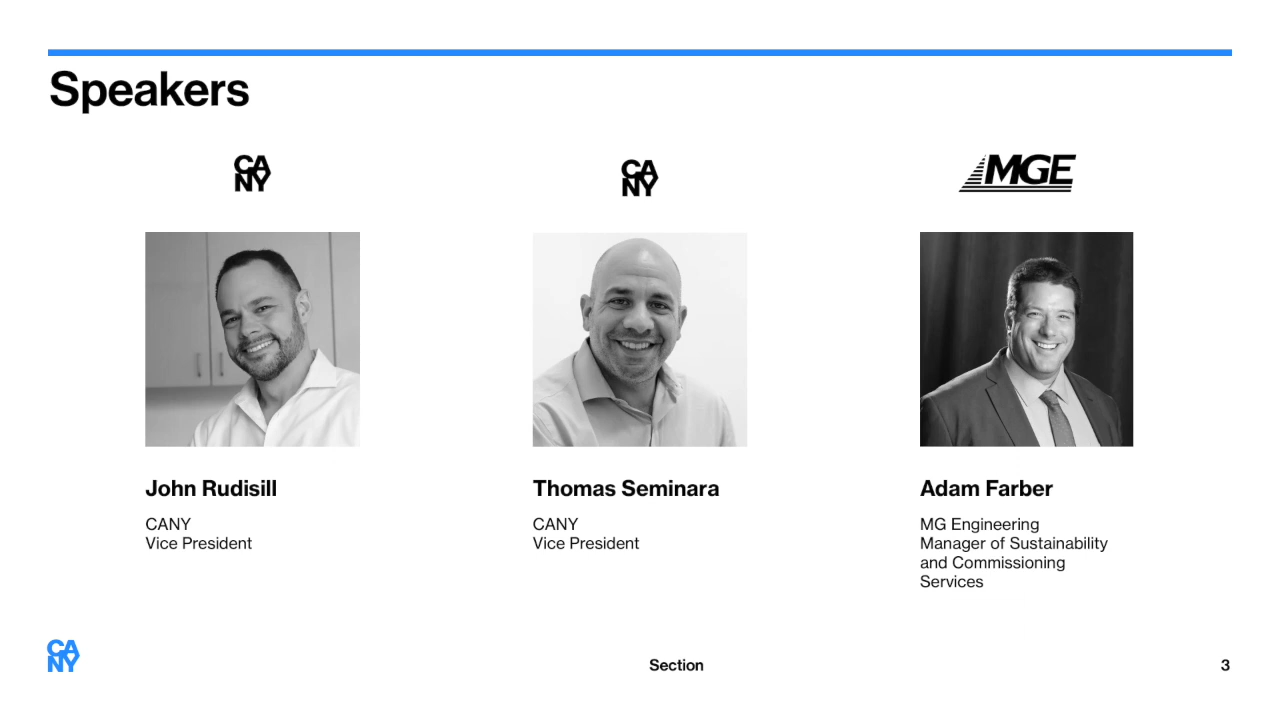 Speakers
CA
NY
CA
NY
MGE
John Rudisill
CANY
Vice President
Thomas Seminara
CANY
Vice President
Adam Farber
MG Engineering
Manager of Sustainability
and Commissioning
Services
CA
NY
Section
3